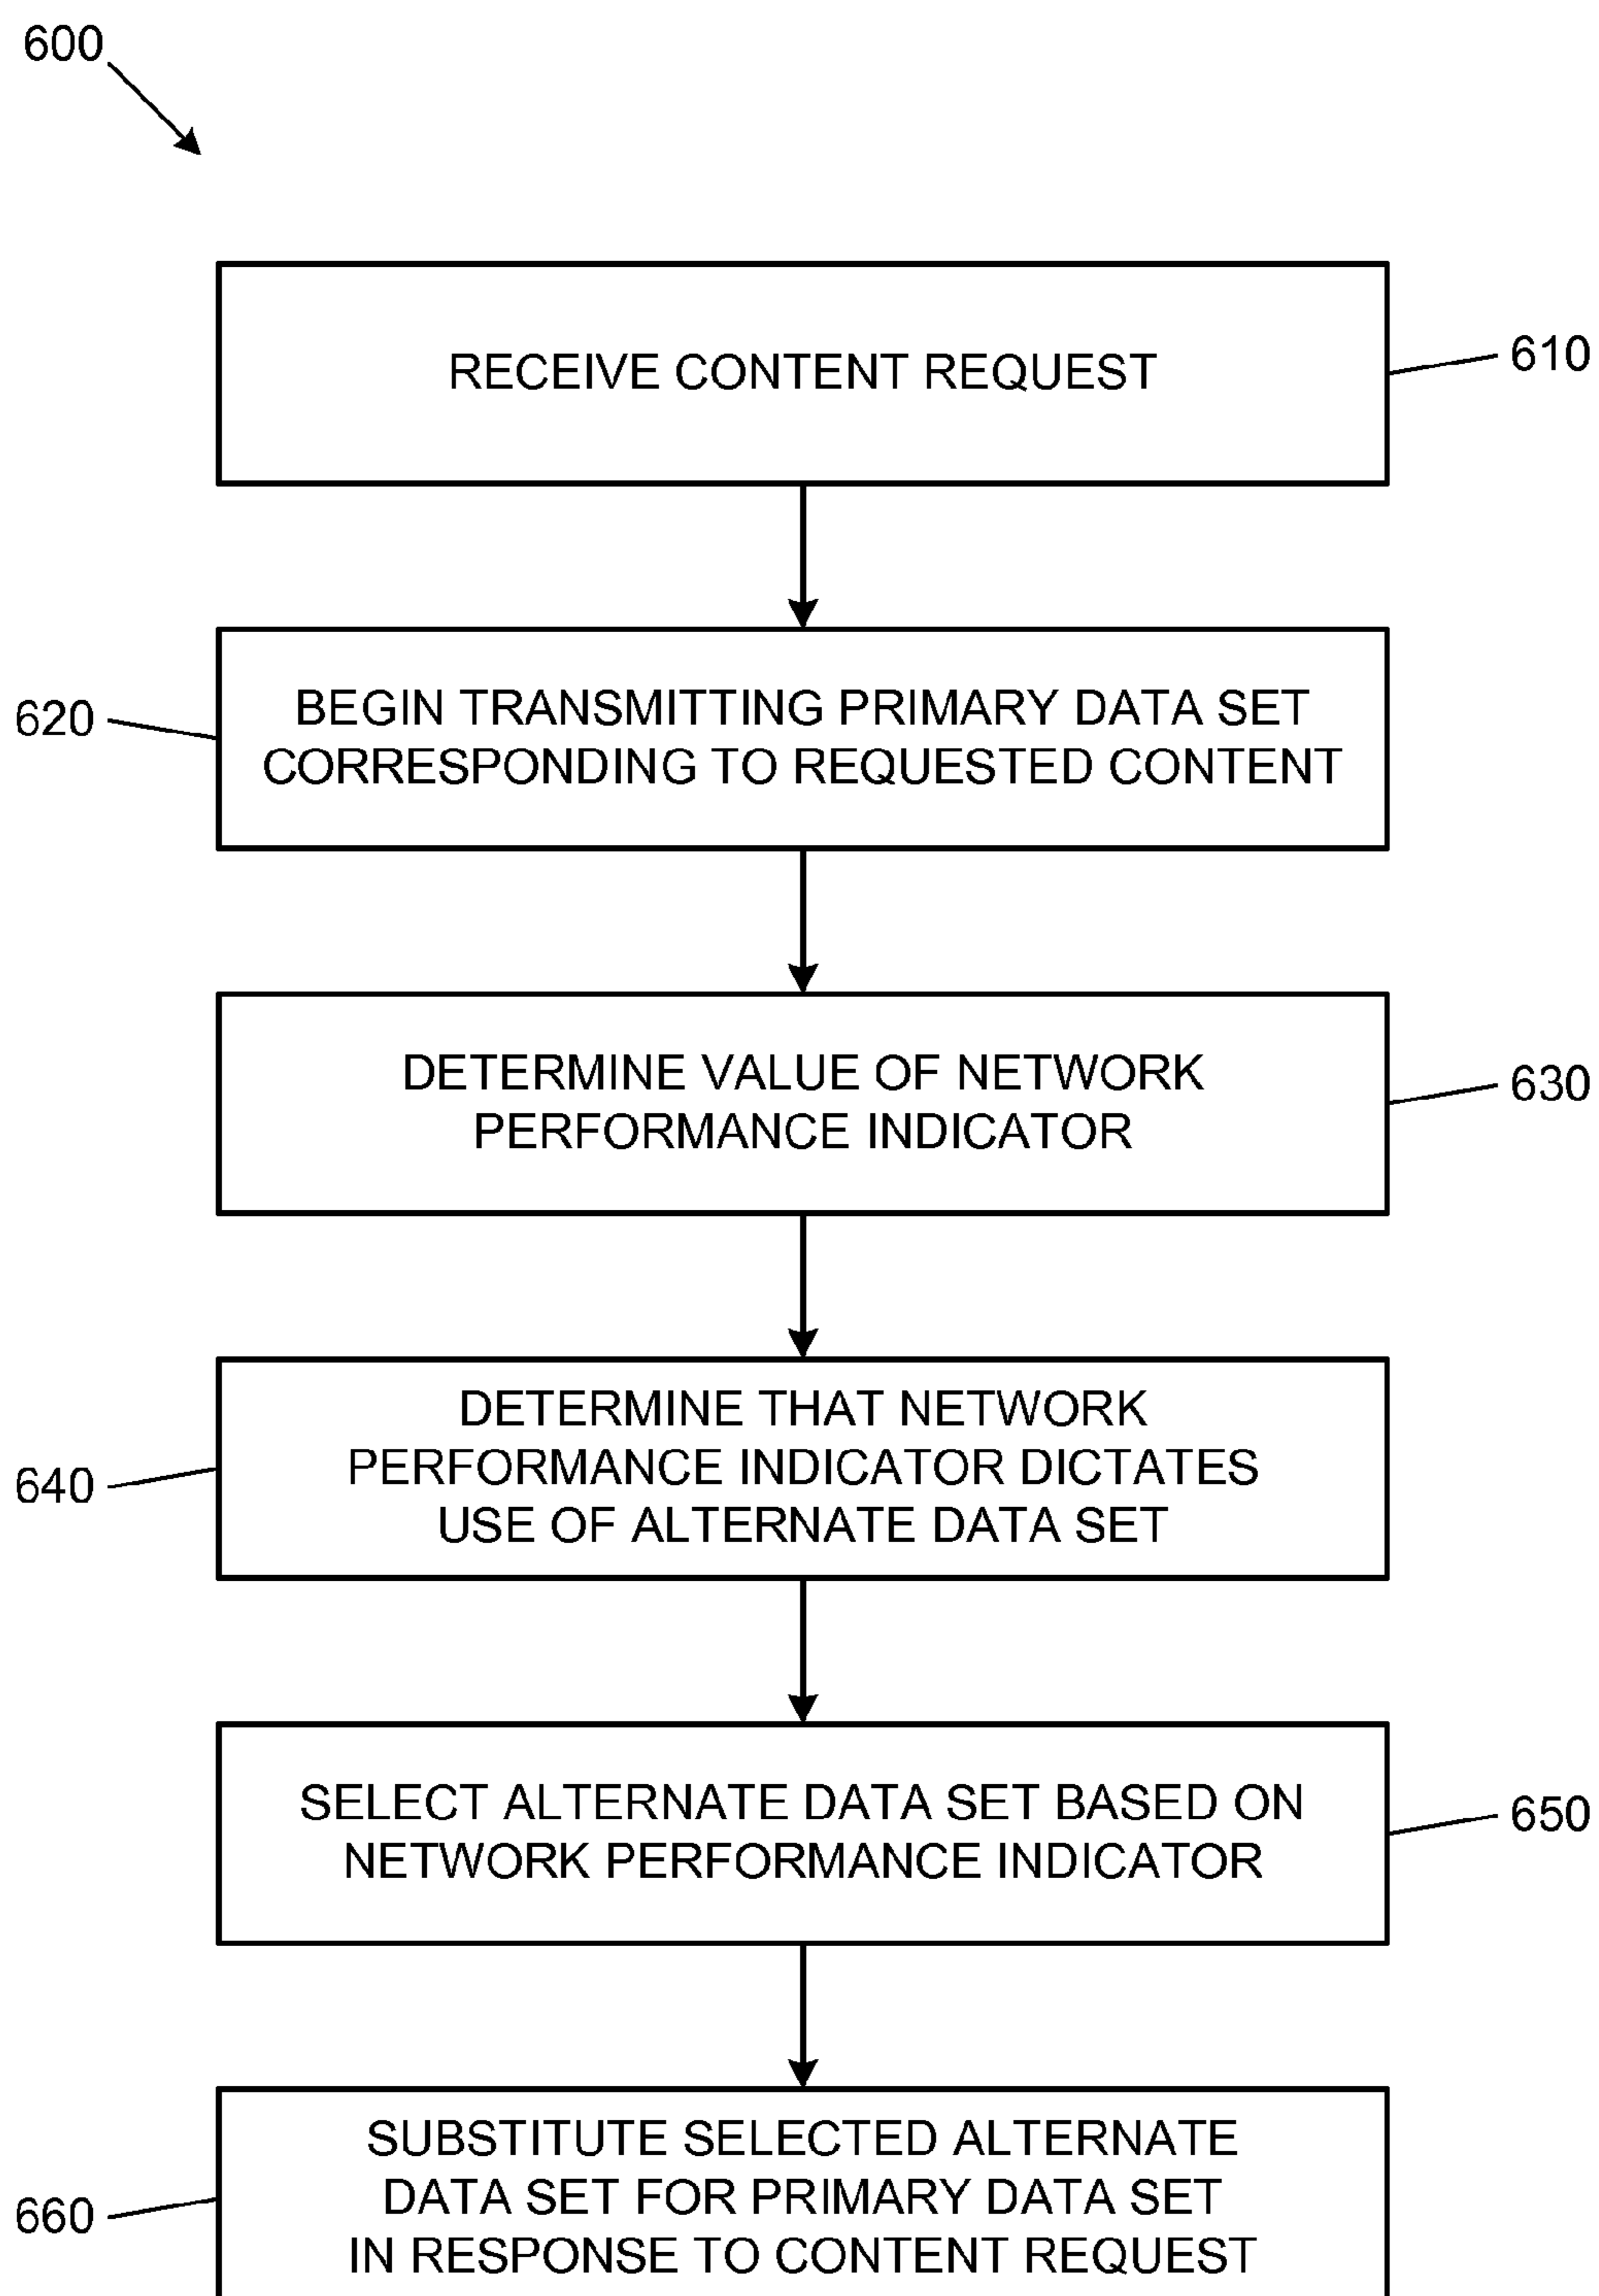 600
RECEIVE CONTENT REQUEST
610
BEGIN TRANSMITTING PRIMARY DATA SET
CORRESPONDING TO REQUESTED CONTENT
620
DETERMINE VALUE OF NETWORK
PERFORMANCE INDICATOR
630
DETERMINE THAT NETWORK
PERFORMANCE INDICATOR DICTATES
USE OF ALTERNATE DATA SET
640
SELECT ALTERNATE DATA SET BASED ON
NETWORK PERFORMANCE INDICATOR
650
SUBSTITUTE SELECTED ALTERNATE
DATA SET FOR PRIMARY DATA SET
IN RESPONSE TO CONTENT REQUEST
660